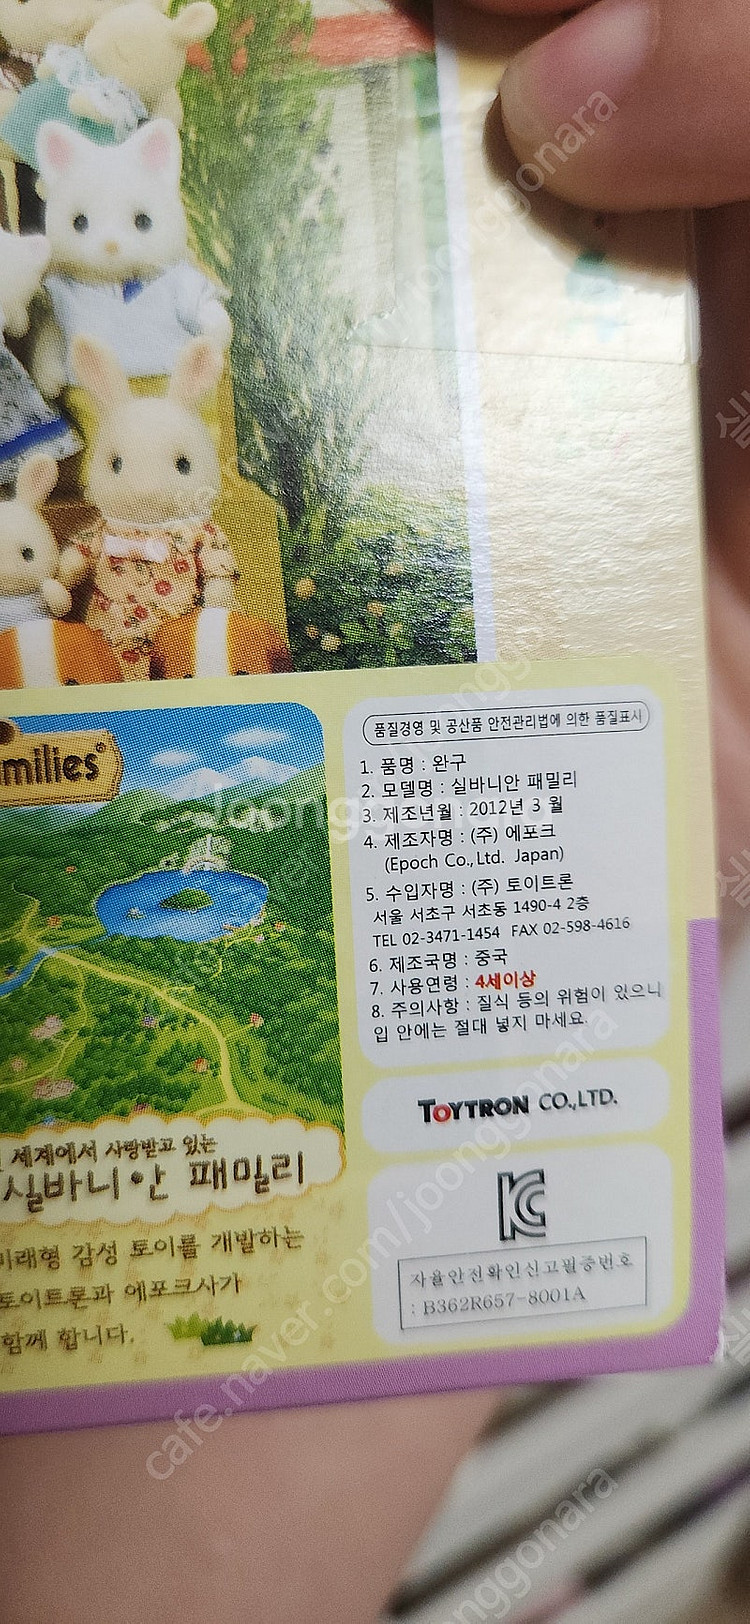 milies®
세계에서 사랑받고 있는
실바니안 패밀리
미래형 감성 토이를 개발하는
토이트론과 에포크사가
함께 합니다.
품질경영 및 공산품 안전관리법에 의한 품질표시
1. 품명 : 완구
2. 모델명 : 실바니안 패밀리
3. 제조년월 : 2012년 3 월
4. 제조자명 : (주) 에포크
(Epoch Co., Ltd. Japan)
5. 수입자명 : (주) 토이트론
서울 서초구 서초동 1490-4 2층
TEL 02-3471-1454 FAX 02-598-4616
6. 제조국명 : 중국
7. 사용연령 : 4세이상
8. 주의사항 : 질식 등의 위험이 있으니
입 안에는 절대 넣지 마세요.
TOYTRON CO.,LTD.
KC
자율안전확인신고필증번호
: B362R657-8001A
Joonggonara
cafe.naver.com/joonggonara